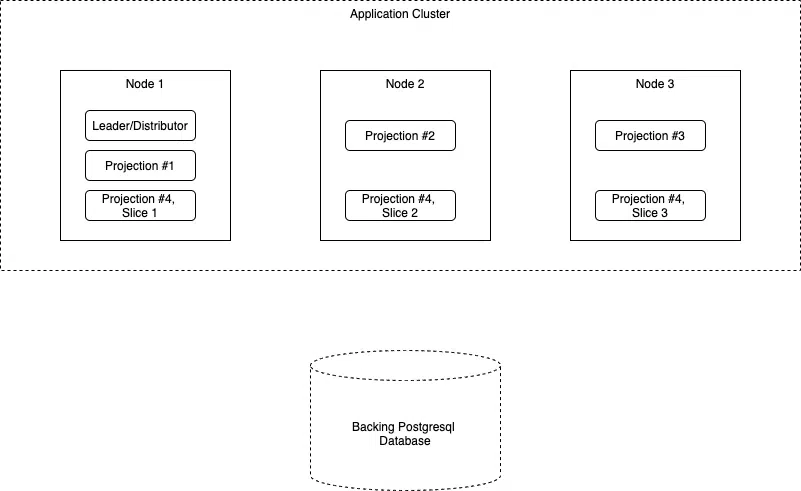 Application Cluster
Node 1
Leader/Distributor
Projection #1
Projection #4,
Slice 1
Node 2
Projection #2
Projection #4,
Slice 2
Node 3
Projection #3
Projection #4,
Slice 3
Backing Postgresql
Database